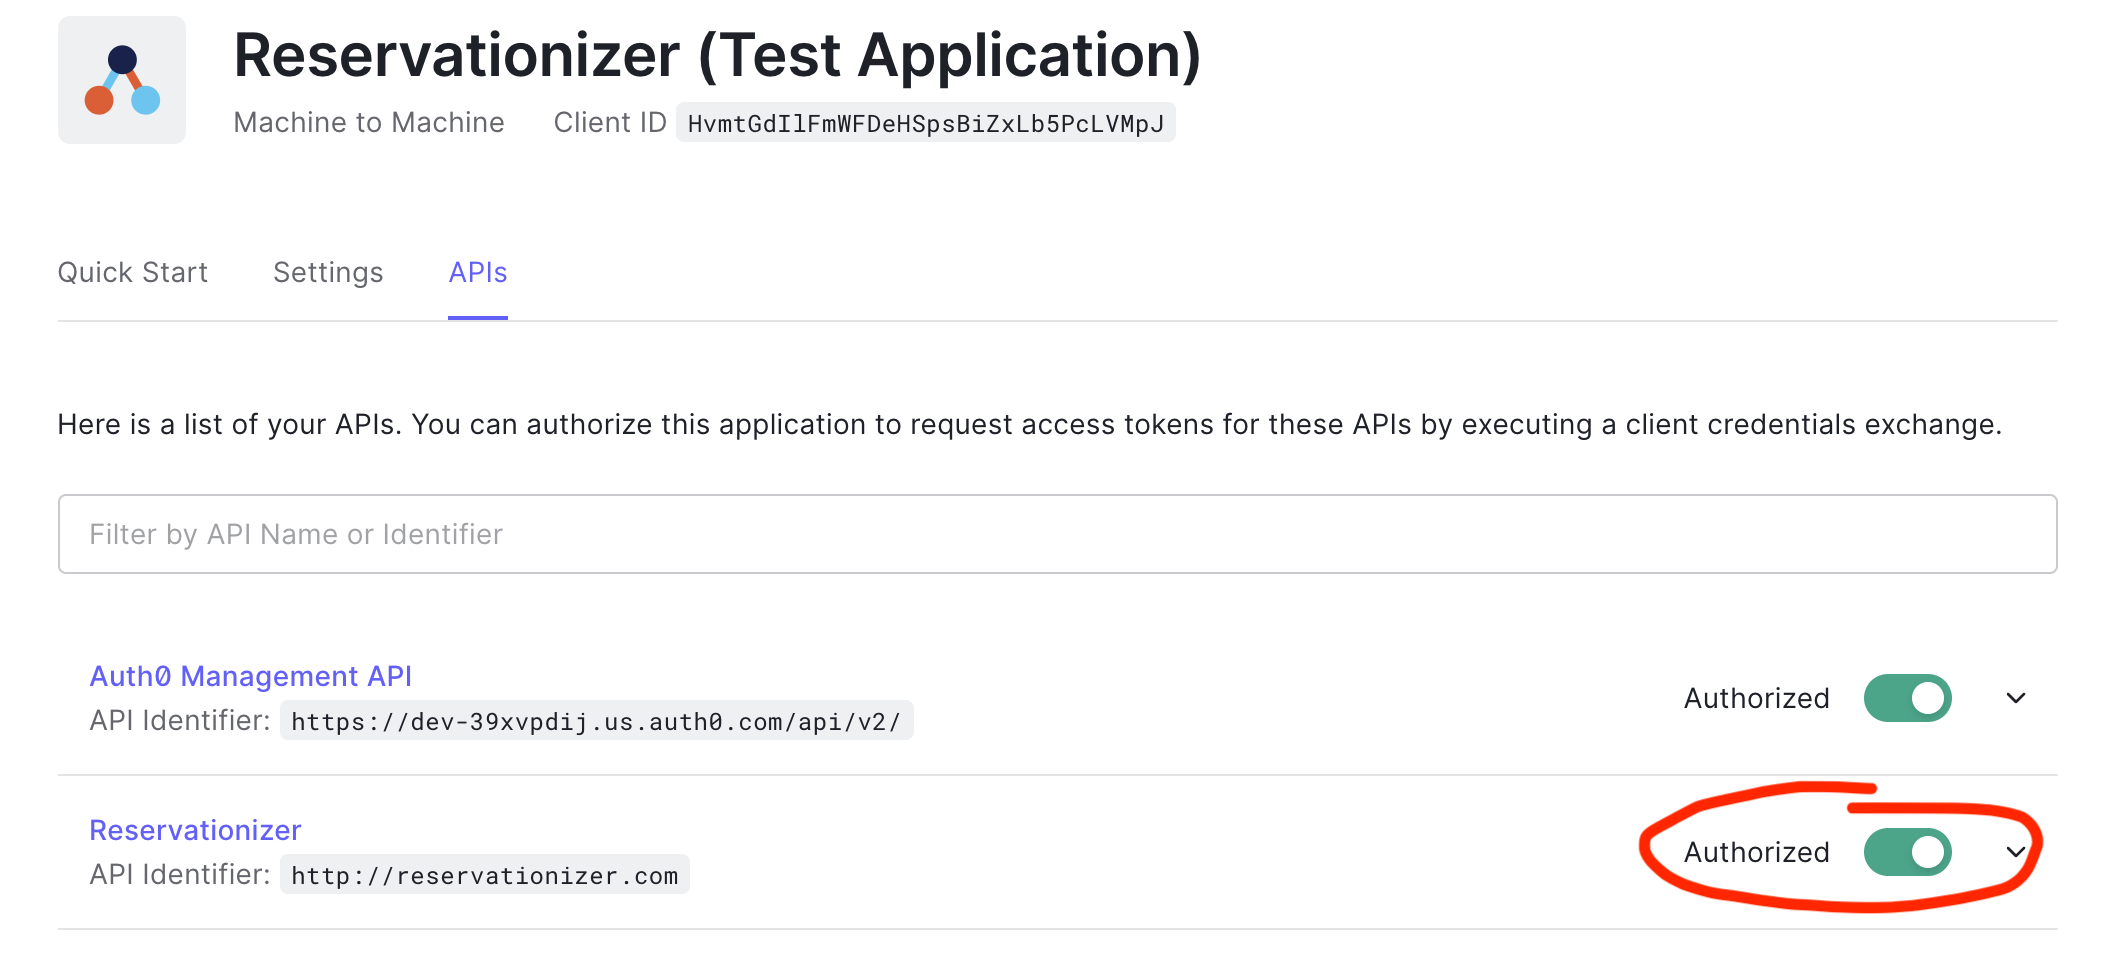 Reservationizer (Test Application)
Machine to Machine Client ID HvmtGdIlFmWFDeHSpsBiZxLb5PcLVMpJ
Quick Start Settings APIs
Here is a list of your APIs. You can authorize this application to request access tokens for these APIs by executing a client credentials exchange.
Filter by API Name or Identifier
Auth0 Management API
API Identifier: https://dev-39xvpdij.us.auth0.com/api/v2/
Authorized
Reservationizer
API Identifier: http://reservationizer.com
Authorized